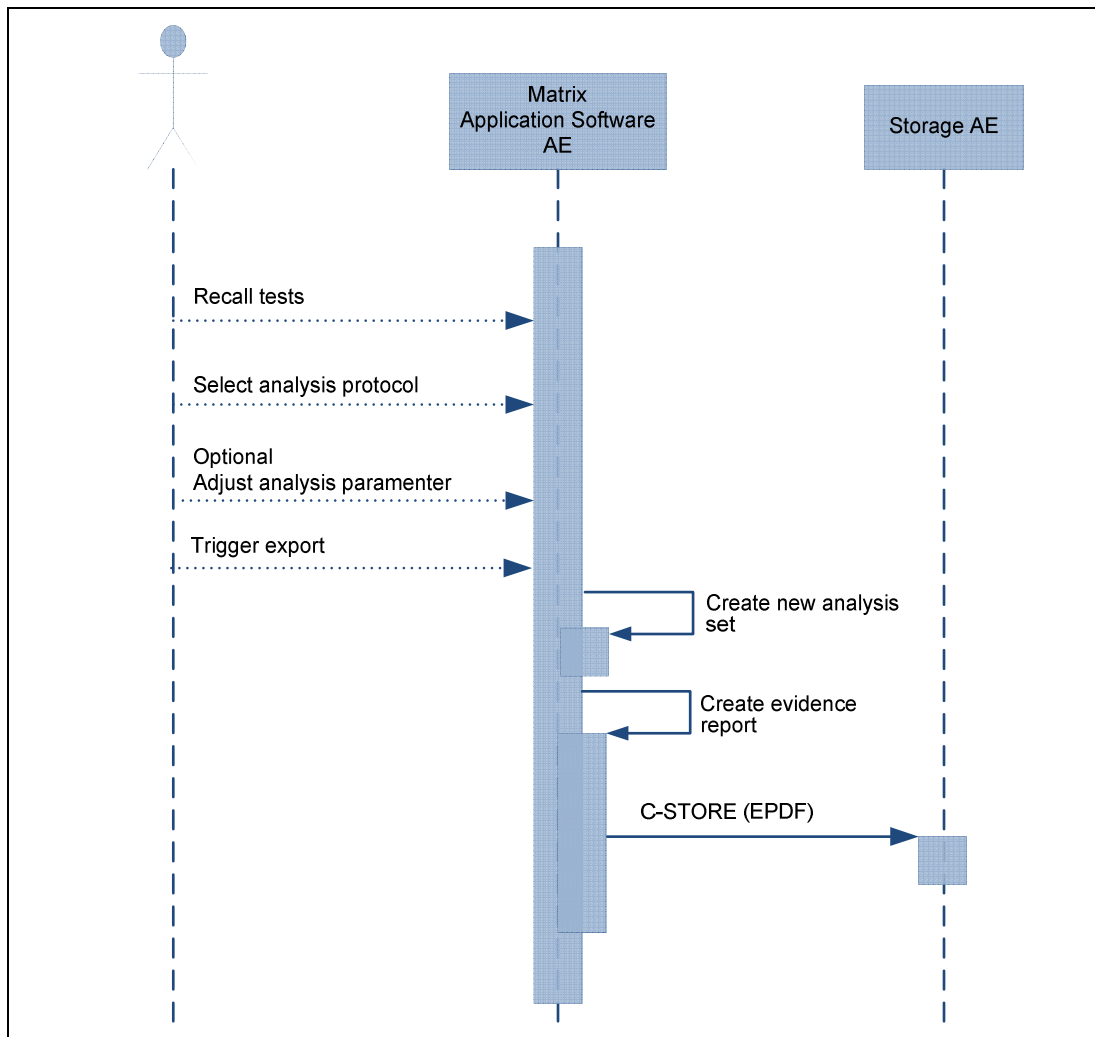 Matrix
Application Software
AE
Storage AE
Recall tests
Select analysis protocol
Optional
Adjust analysis paramenter
Trigger export
Create new analysis
set
Create evidence
report
C-STORE (EPDF)